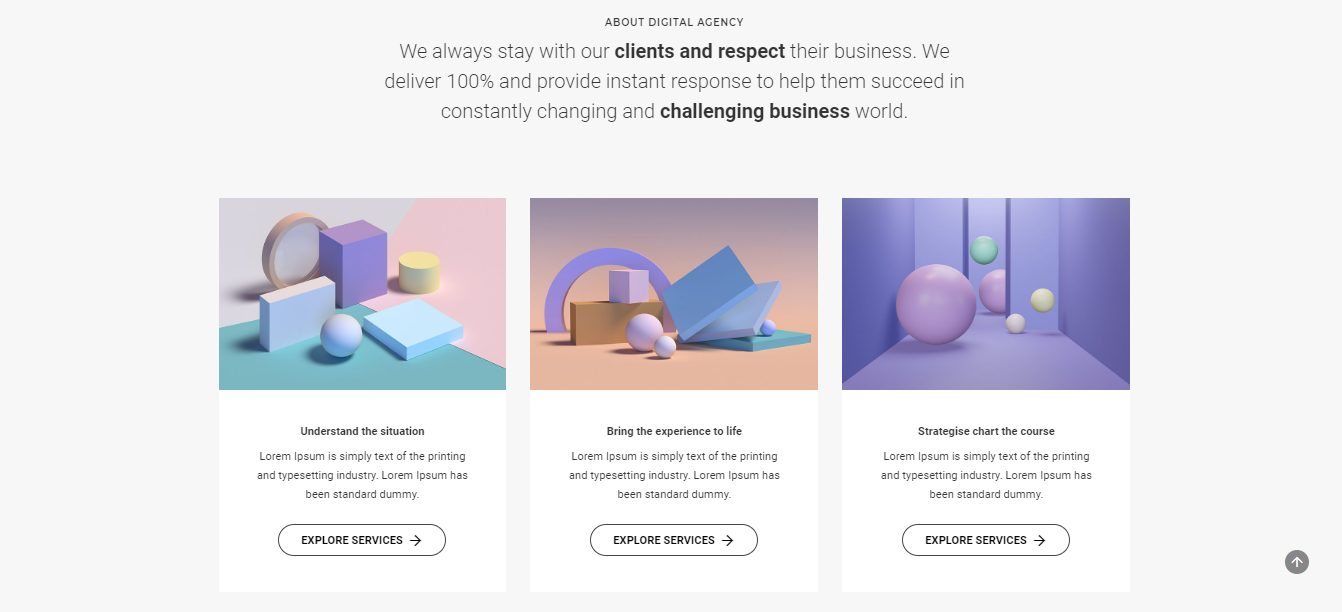 ABOUT DIGITAL AGENCY
We always stay with our clients and respect their business. We
deliver 100% and provide instant response to help them succeed in
constantly changing and challenging business world.
Understand the situation
Lorem Ipsum is simply text of the printing
and typesetting industry. Lorem Ipsum has
been standard dummy.
EXPLORE SERVICES →
Bring the experience to life
Lorem Ipsum is simply text of the printing
and typesetting industry. Lorem Ipsum has
been standard dummy.
EXPLORE SERVICES →
Strategise chart the course
Lorem Ipsum is simply text of the printing
and typesetting industry. Lorem Ipsum has
been standard dummy.
EXPLORE SERVICES →